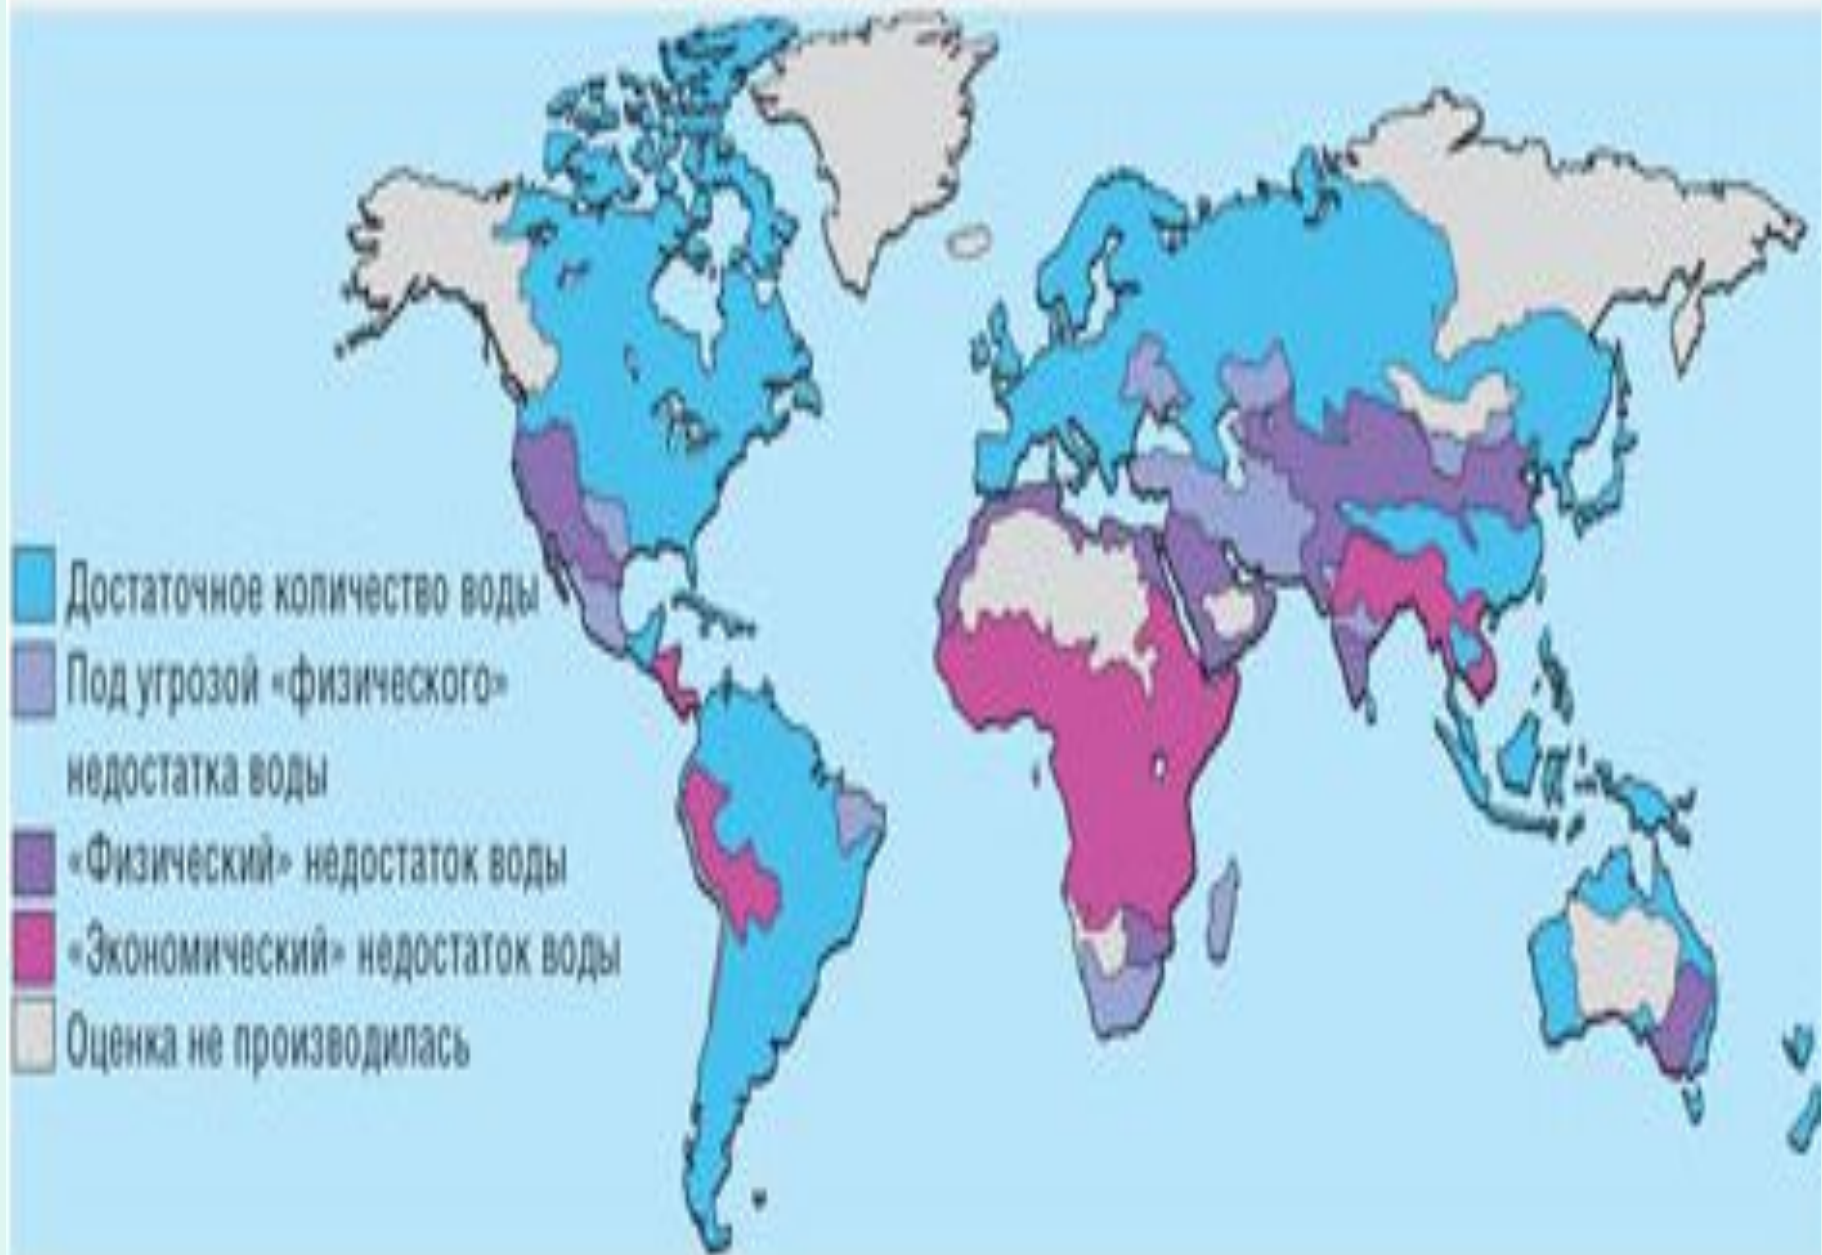 Достаточное количество воды
Под угрозой «физического»
недостатка воды
«Физический» недостаток воды
«Экономический» недостаток воды
Оценка не производилась